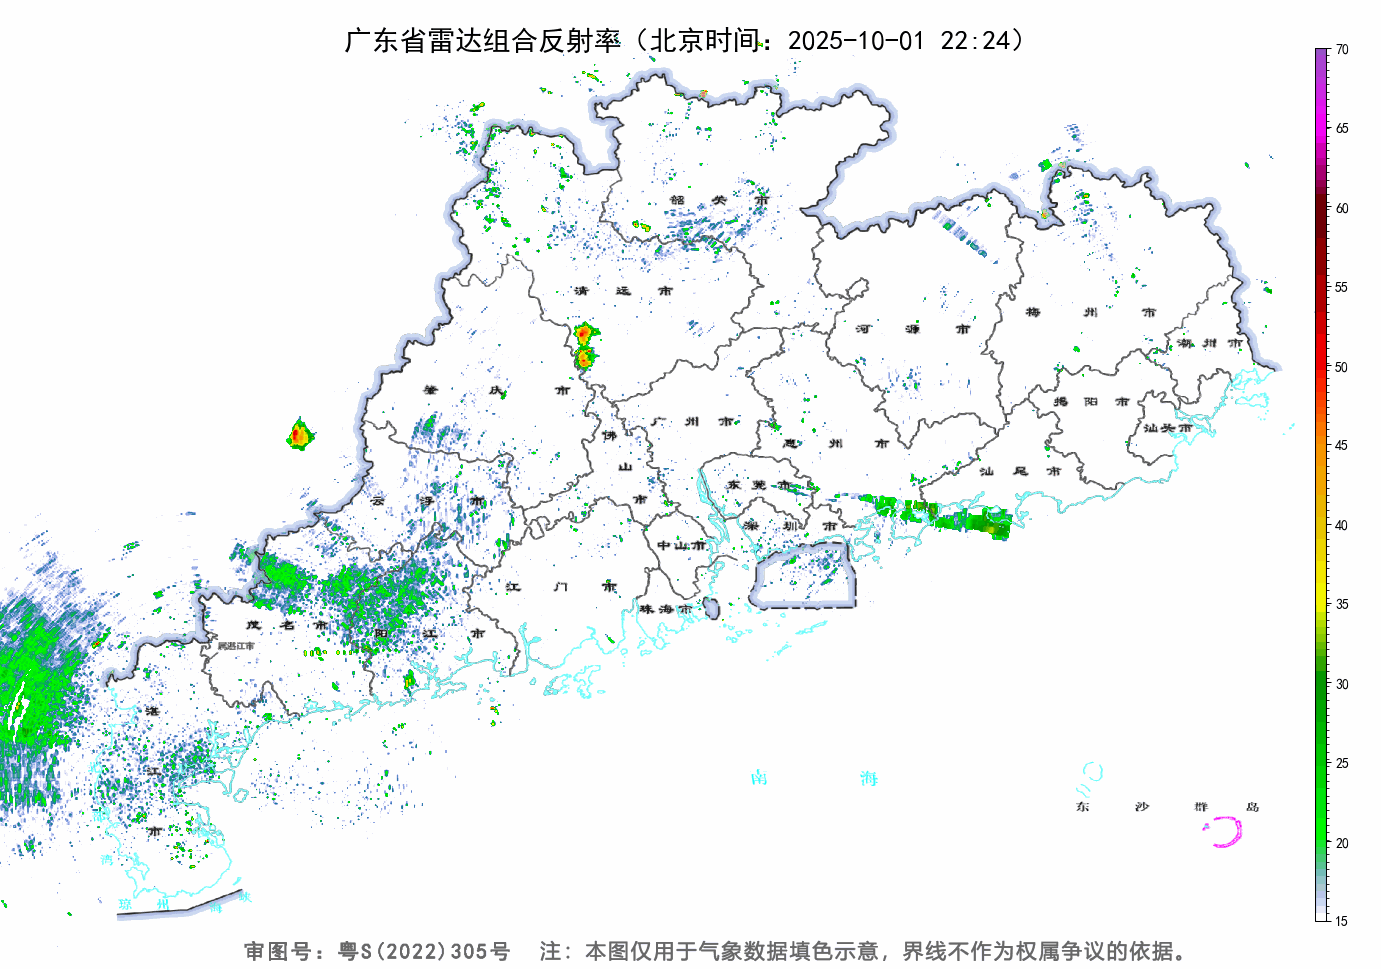 广东省雷达组合反射率（北京时间：2025-10-01 22:24）
70
65
60
55
50
45
40
35
30
25
20
15
韶关市
清远市
河源市
梅州市
潮州市
肇庆市
广州市
惠州市
揭阳市
汕头市
佛山市
云浮市
东莞市
汕尾市
深圳市
中山市
江门市
珠海市
茂名市
阳江市
属湛江市
湛江市
南海
东沙群岛
湾
琼州海峡
审图号：粤S(2022)305号 注：本图仅用于气象数据填色示意，界线不作为权属争议的依据。